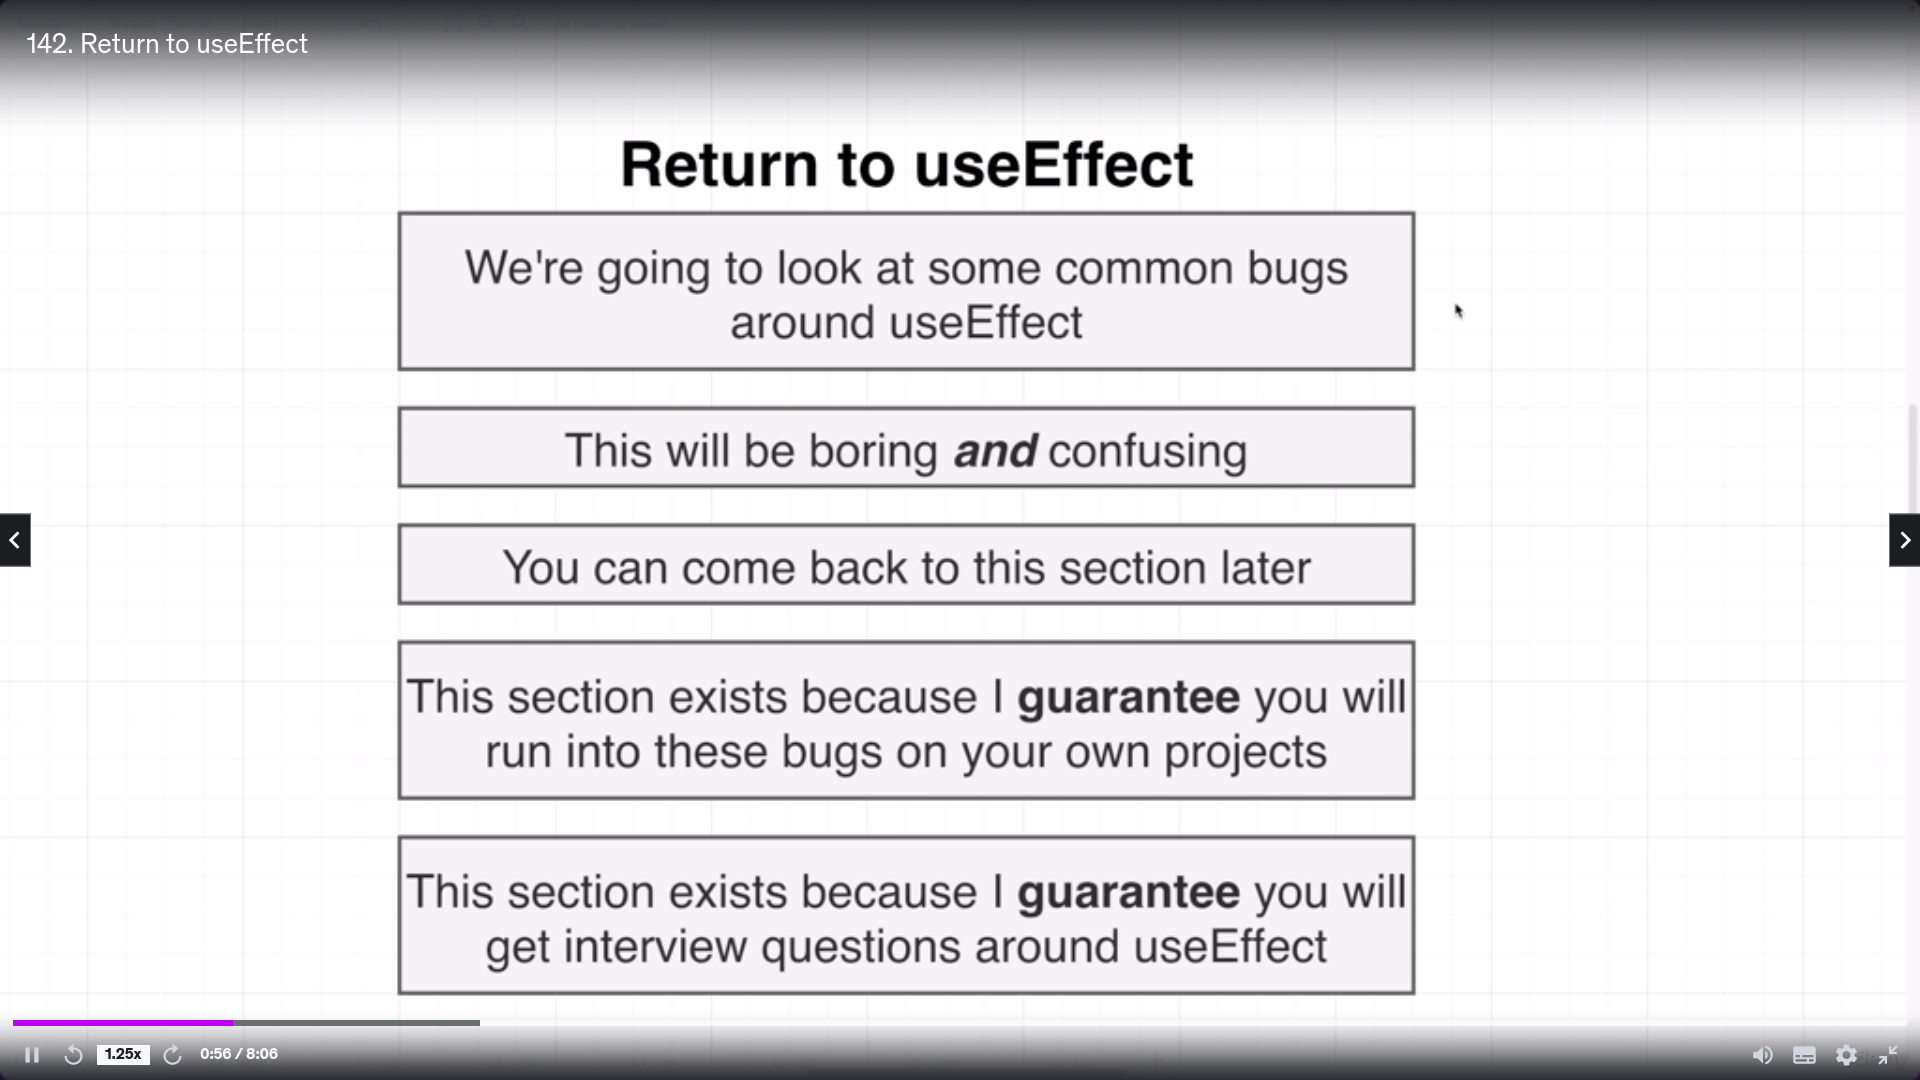 142. Return to useEffect
Return to useEffect
We're going to look at some common bugs
around useEffect
This will be boring and confusing
You can come back to this section later
This section exists because I guarantee you will
run into these bugs on your own projects
This section exists because I guarantee you will
get interview questions around useEffect
1.25x
0:56 / 8:06